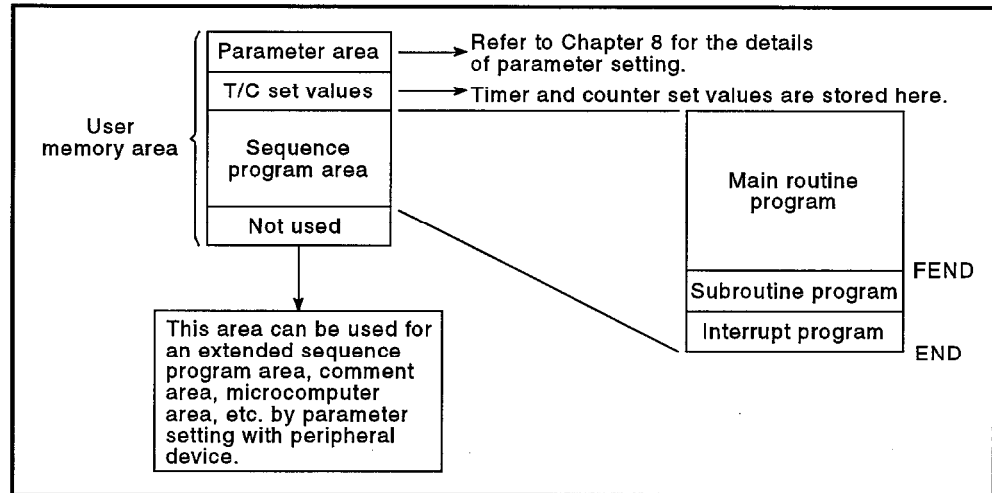 Parameter area
Refer to Chapter 8 for the details
of parameter setting.
T/C set values
Timer and counter set values are stored here.
User
memory area
Sequence
program area
Not used
Main routine
program
FEND
Subroutine program
Interrupt program
END
This area can be used for
an extended sequence
program area, comment
area, microcomputer
area, etc. by parameter
setting with peripheral
device.